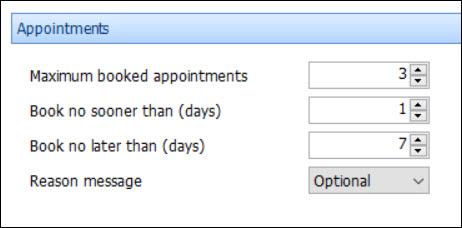 Appointments
Maximum booked appointments 3
Book no sooner than (days) 1
Book no later than (days) 7
Reason message Optional